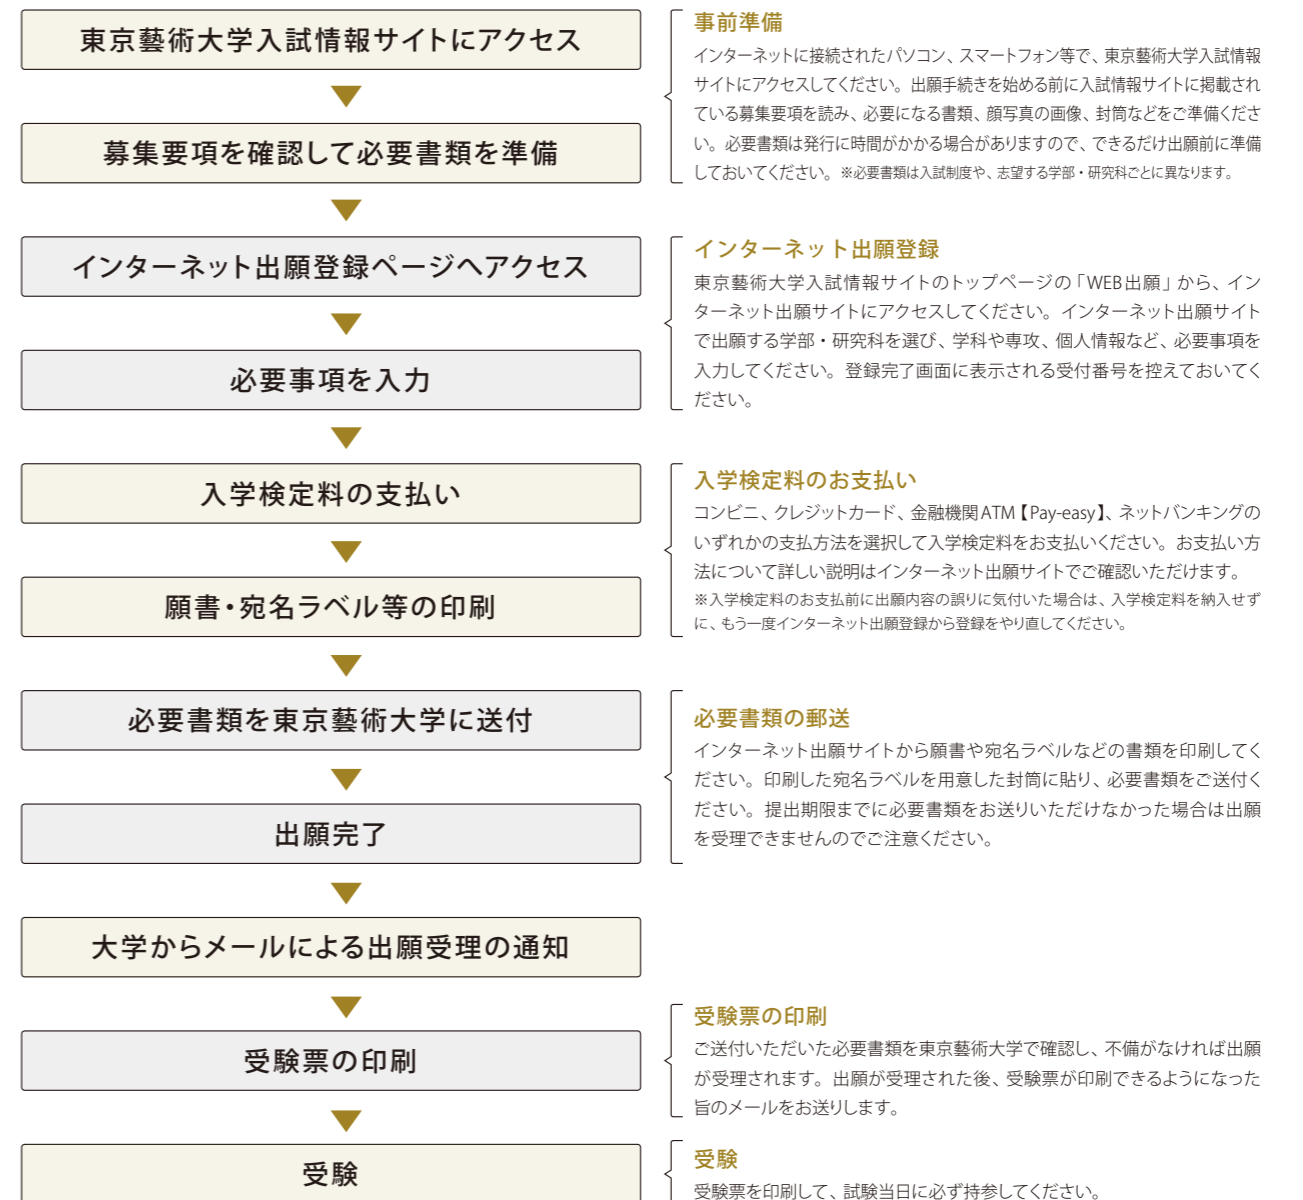 東京藝術大学入試情報サイトにアクセス
募集要項を確認して必要書類を準備
事前準備
インターネットに接続されたパソコン、スマートフォン等で、東京藝術大学入試情報
サイトにアクセスしてください。出願手続きを始める前に入試情報サイトに掲載され
ている募集要項を読み、必要になる書類、顔写真の画像、封筒などをご準備くださ
い。必要書類は発行に時間がかかる場合がありますので、できるだけ出願前に準備
しておいてください。※必要書類は入試制度や、志望する学部・研究科ごとに異なります。
インターネット出願登録ページへアクセス
必要事項を入力
インターネット出願登録
東京藝術大学入試情報サイトのトップページの「WEB出願」から、イン
ターネット出願サイトにアクセスしてください。インターネット出願サイト
で出願する学部・研究科を選び、学科や専攻、個人情報など、必要事項を
入力してください。登録完了画面に表示される受付番号を控えておいてく
ださい。
入学検定料の支払い
願書・宛名ラベル等の印刷
入学検定料のお支払い
コンビニ、クレジットカード、金融機関ATM【Pay-easy】、ネットバンキングの
いずれかの支払方法を選択して入学検定料をお支払いください。お支払い方
法について詳しい説明はインターネット出願サイトでご確認いただけます。
※入学検定料のお支払前に出願内容の誤りに気付いた場合は、入学検定料を納入せず
に、もう一度インターネット出願登録から登録をやり直してください。
必要書類を東京藝術大学に送付
出願完了
必要書類の郵送
インターネット出願サイトから願書や宛名ラベルなどの書類を印刷してく
ださい。印刷した宛名ラベルを用意した封筒に貼り、必要書類をご送付く
ださい。提出期限までに必要書類をお送りいただけなかった場合は出願
を受理できませんのでご注意ください。
大学からメールによる出願受理の通知
受験票の印刷
受験票の印刷
ご送付いただいた必要書類を東京藝術大学で確認し、不備がなければ出願
が受理されます。出願が受理された後、受験票が印刷できるようになった
旨のメールをお送りします。
受験
受験
受験票を印刷して、試験当日に必ず持参してください。